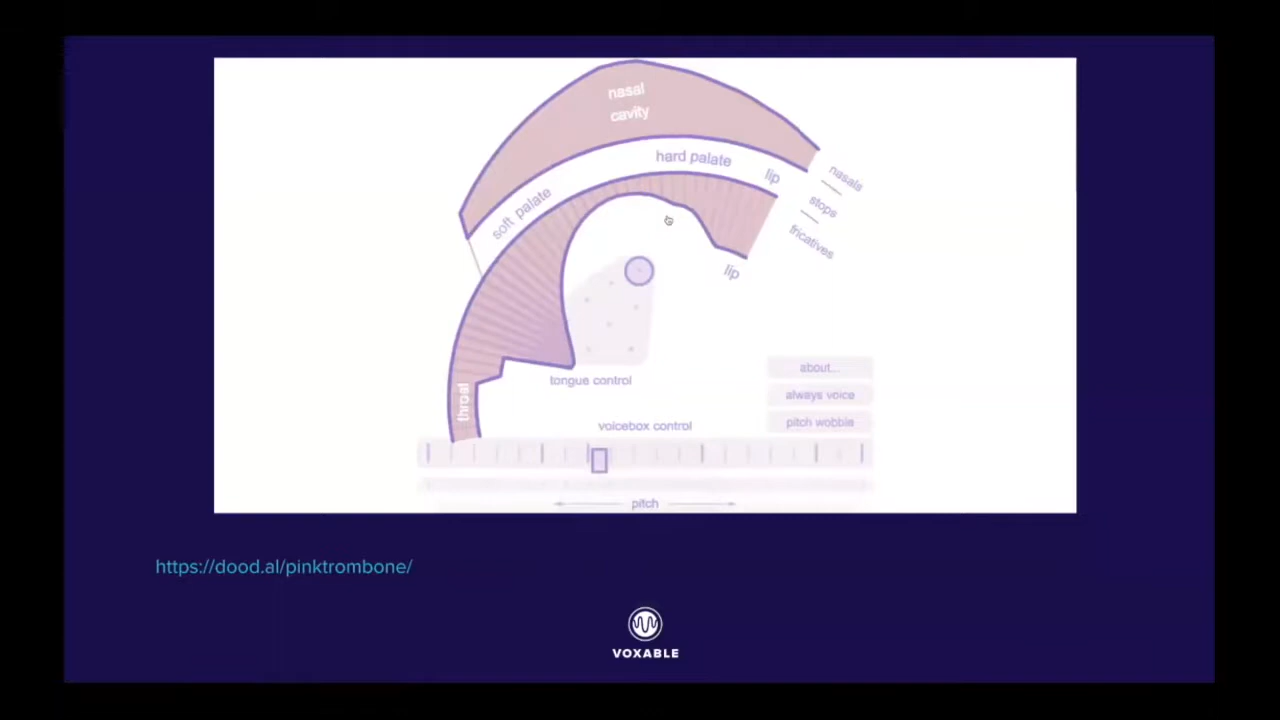 nasal
cavity
hard palate
lip
nasals
soft palate
stops
fricatives
lip
tongue control
throat
about...
always voice
pitch wobble
voicebox control
pitch
https://dood.al/pinktrombone/
VOXABLE